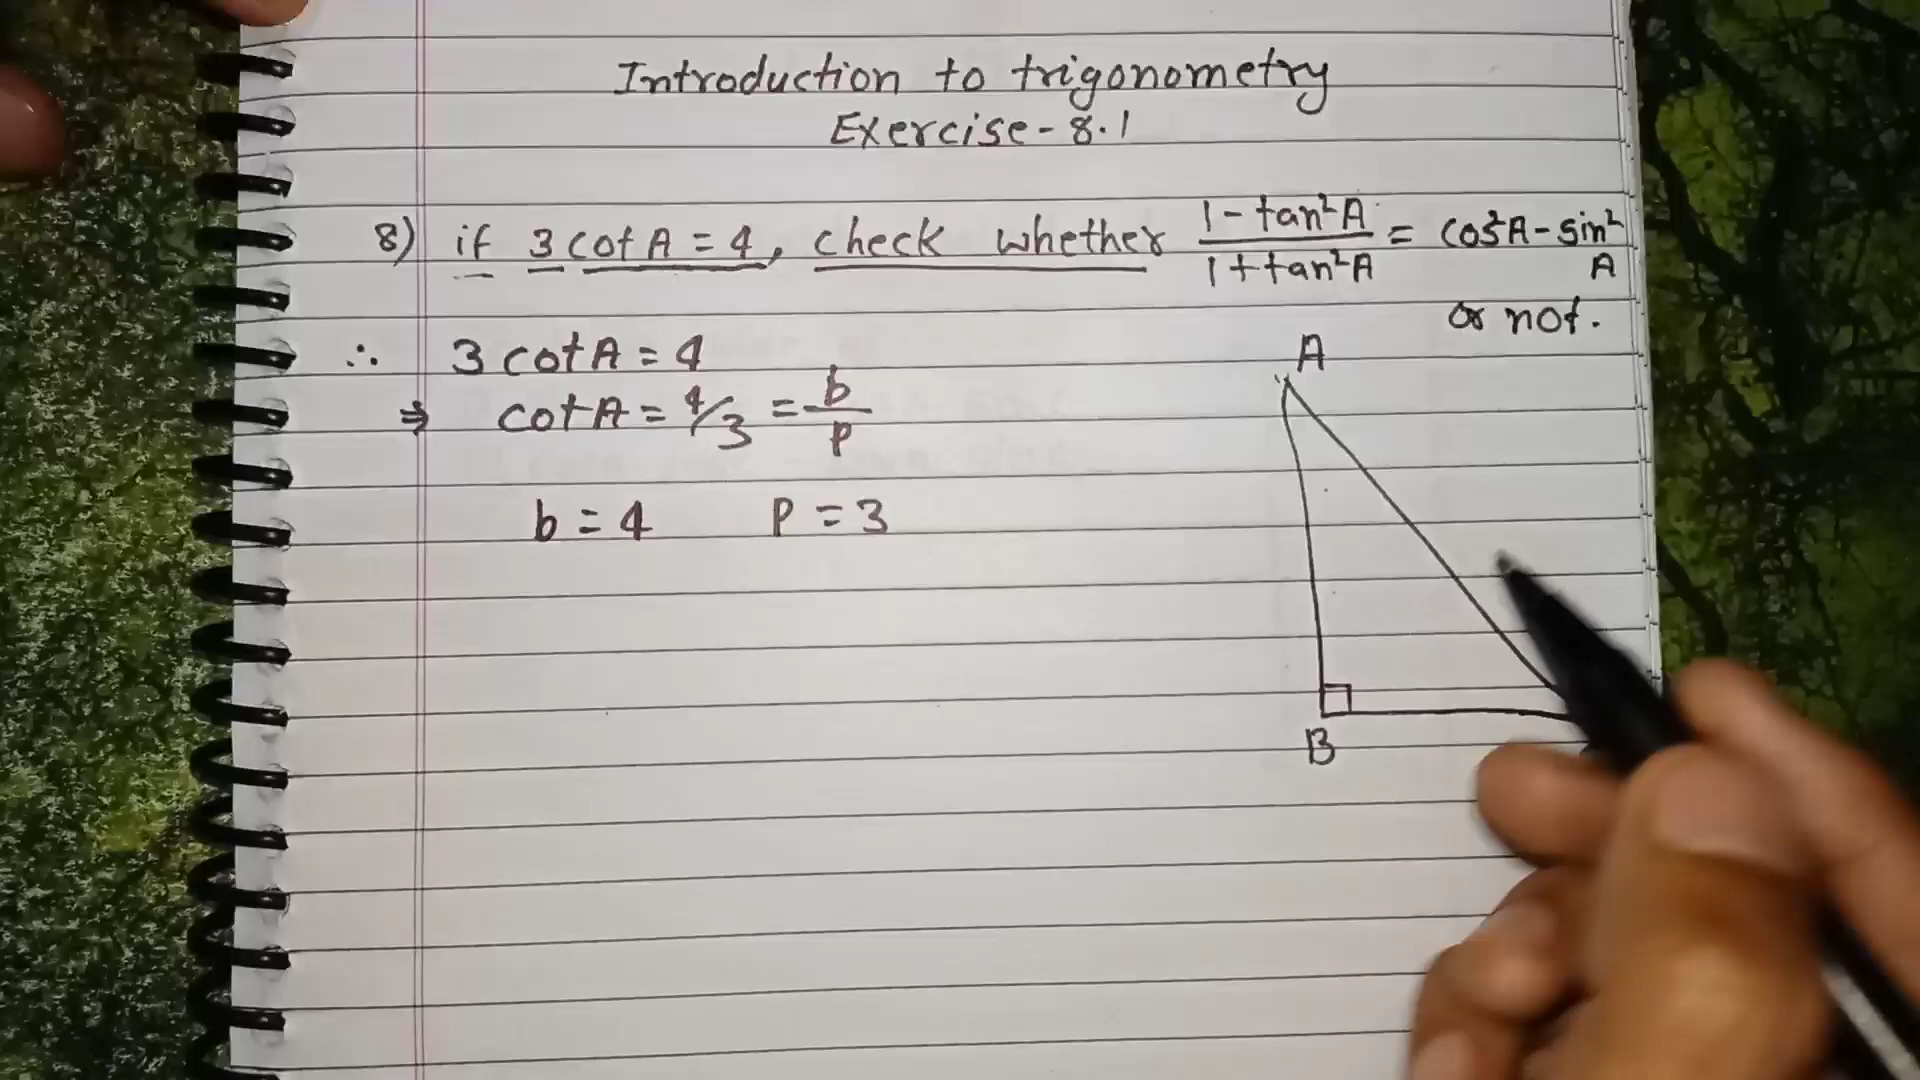 Introduction to trigonometry
Exercise - 8.1
8) if 3 cot A = 4, check whether (1 - tan²A)/(1 + tan²A) = cos²A - sin²
A
or not.
∴ 3 cot A = 4
⇒ cot A = 4/3 = b/p
b = 4 P = 3
A
B